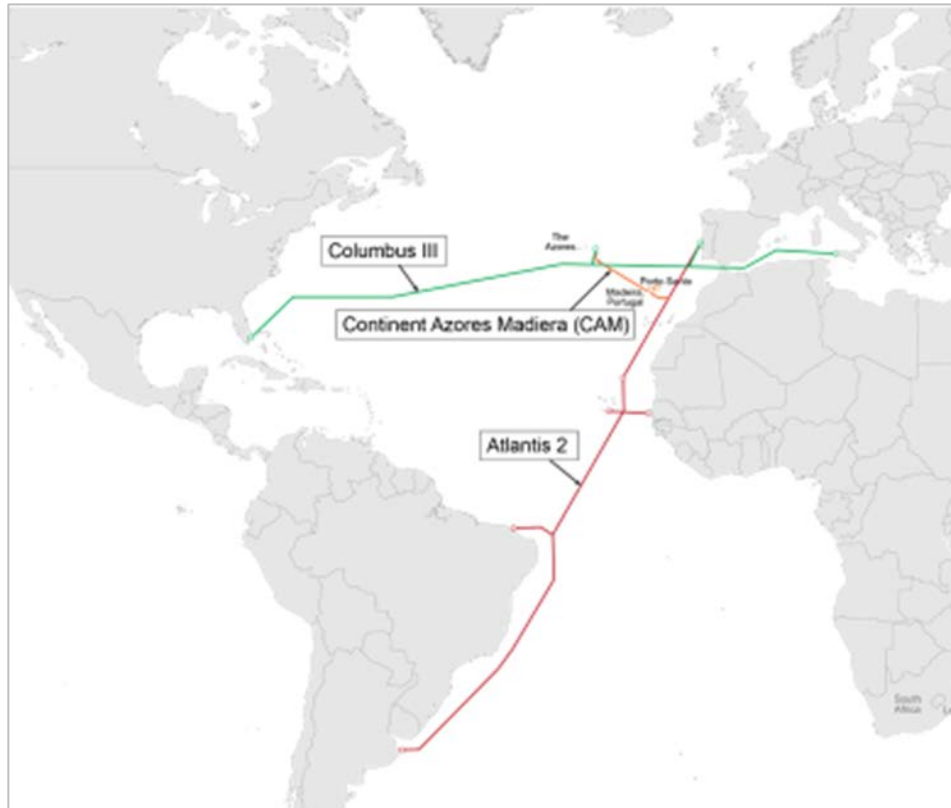 The
Azores
Columbus III
Porto Santo
Madeira,
Portugal
Continent Azores Madiera (CAM)
Atlantis 2
South
Africa